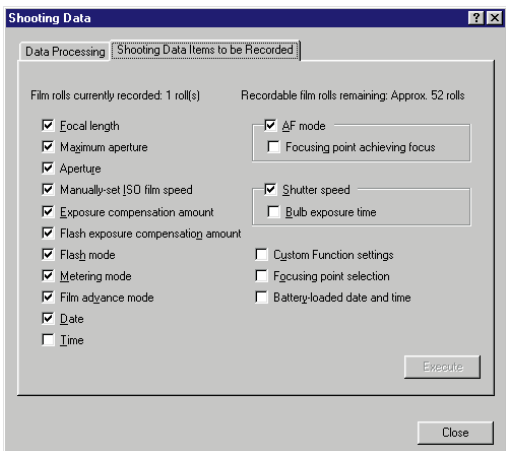 Shooting Data
Data Processing
Shooting Data Items to be Recorded
Film rolls currently recorded: 1 roll(s)
Recordable film rolls remaining: Approx. 52 rolls
Focal length
Maximum aperture
Aperture
Manually-set ISO film speed
Exposure compensation amount
Flash exposure compensation amount
Flash mode
Metering mode
Film advance mode
Date
Time
AF mode
Focusing point achieving focus
Shutter speed
Bulb exposure time
Custom Function settings
Focusing point selection
Battery-loaded date and time
Execute
Close